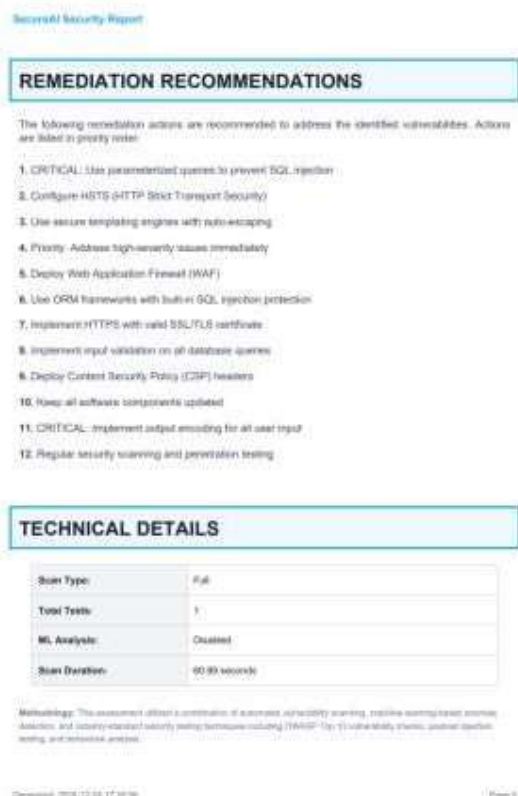 SecureAI Security Report
REMEDIATION RECOMMENDATIONS
The following remediation actions are recommended to address the identified vulnerabilities. Actions
are listed in priority order:
1. CRITICAL: Use parameterized queries to prevent SQL injection
2. Configure HSTS (HTTP Strict Transport Security)
3. Use secure templating engines with auto-escaping
4. Priority: Address high-severity issues immediately
5. Deploy Web Application Firewall (WAF)
6. Use ORM frameworks with built-in SQL injection protection
7. Implement HTTPS with valid SSL/TLS certificate
8. Implement input validation on all database queries
9. Deploy Content Security Policy (CSP) headers
10. Keep all software components updated
11. CRITICAL: Implement output encoding for all user input
12. Regular security scanning and penetration testing
TECHNICAL DETAILS
Scan Type: Full
Total Tests: 1
ML Analysis: Disabled
Scan Duration: 60.99 seconds
Methodology: This assessment utilized a combination of automated vulnerability scanning, machine learning-based anomaly
detection, and industry-standard security testing techniques including OWASP Top 10 vulnerability checks, payload injection
testing, and behavioral analysis.
Generated:
Page